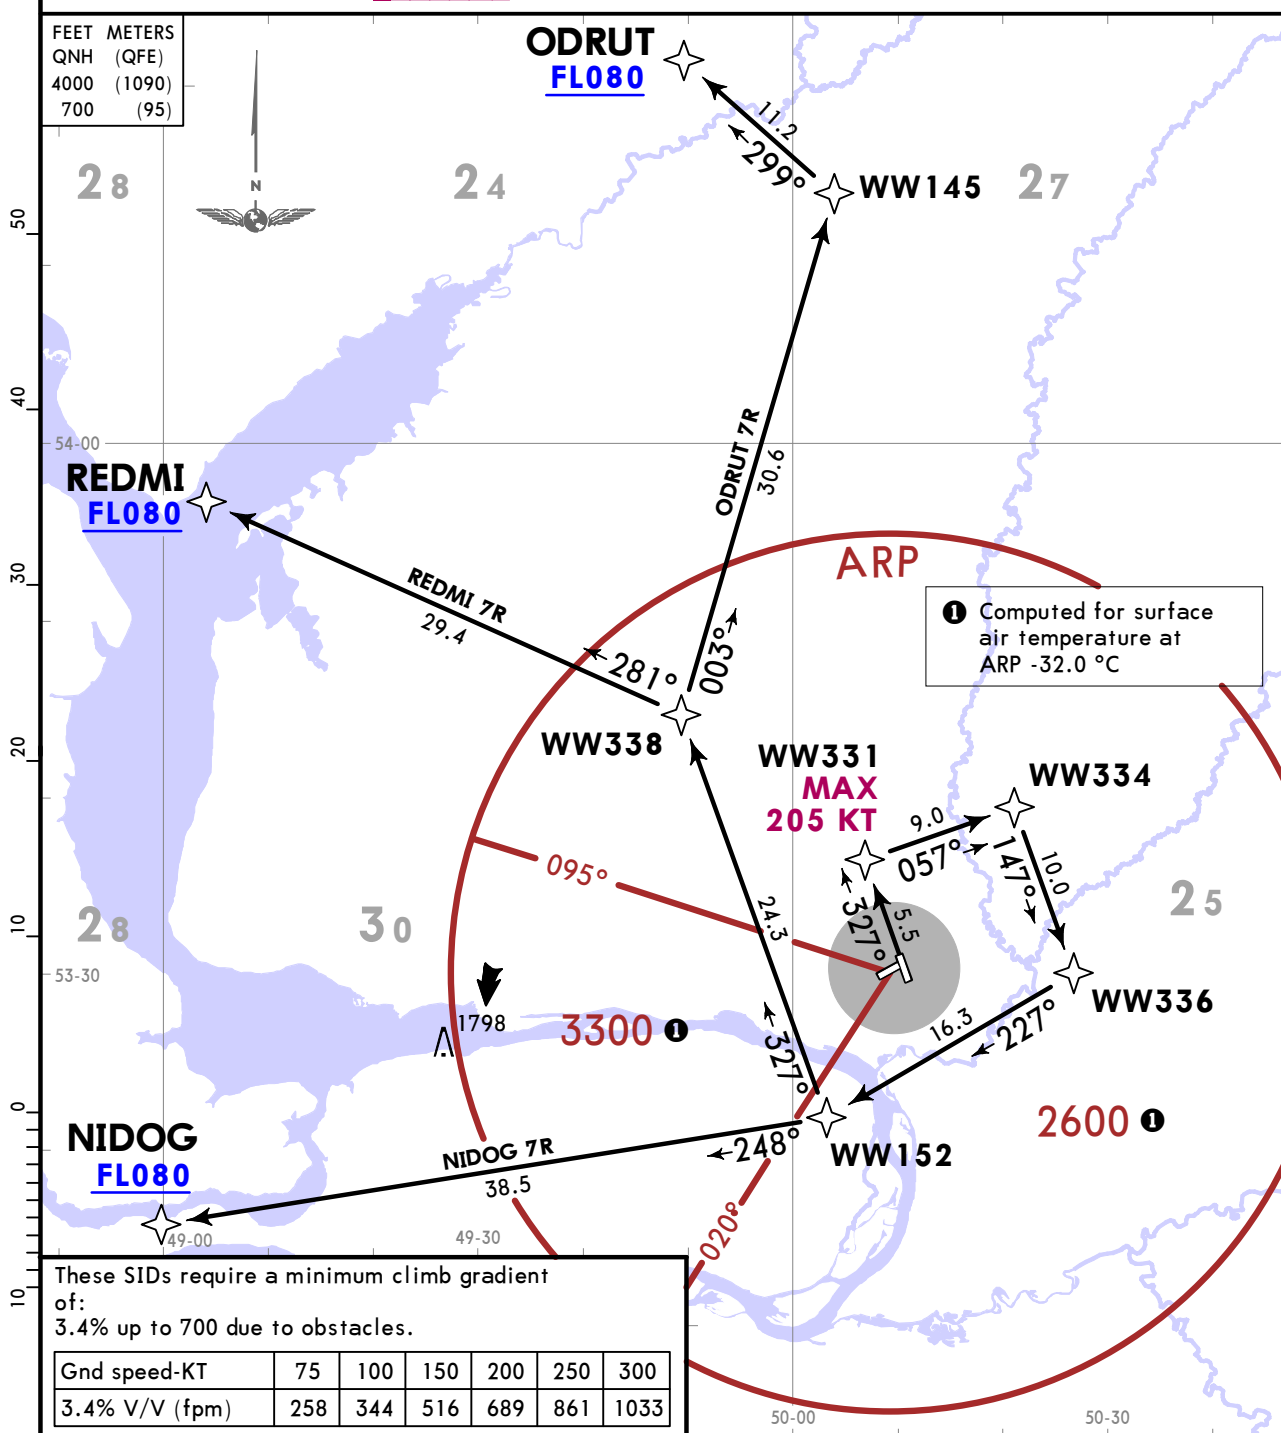 FEET METERS
QNH (QFE)
4000 (1090)
700 (95)
ODRUT
FL080
11.2
299°
WW145
28
24
27
N
50
40
30
20
10
0
10
54-00
REDMI
FL080
ODRUT 7R
30.6
ARP
REDMI 7R
29.4
❶ Computed for surface
air temperature at
ARP -32.0 °C
281°
003°
WW338
WW331
MAX
205 KT
WW334
9.0
057°
147°
10.0
095°
327°
5.5
24.3
28
30
25
53-30
1798
3300 ❶
WW336
16.3
227°
327°
2600 ❶
NIDOG
FL080
NIDOG 7R
38.5
248°
WW152
020°
49-00
49-30
These SIDs require a minimum climb gradient
of:
3.4% up to 700 due to obstacles.
Gnd speed-KT 75 100 150 200 250 300
3.4% V/V (fpm) 258 344 516 689 861 1033
50-00
50-30